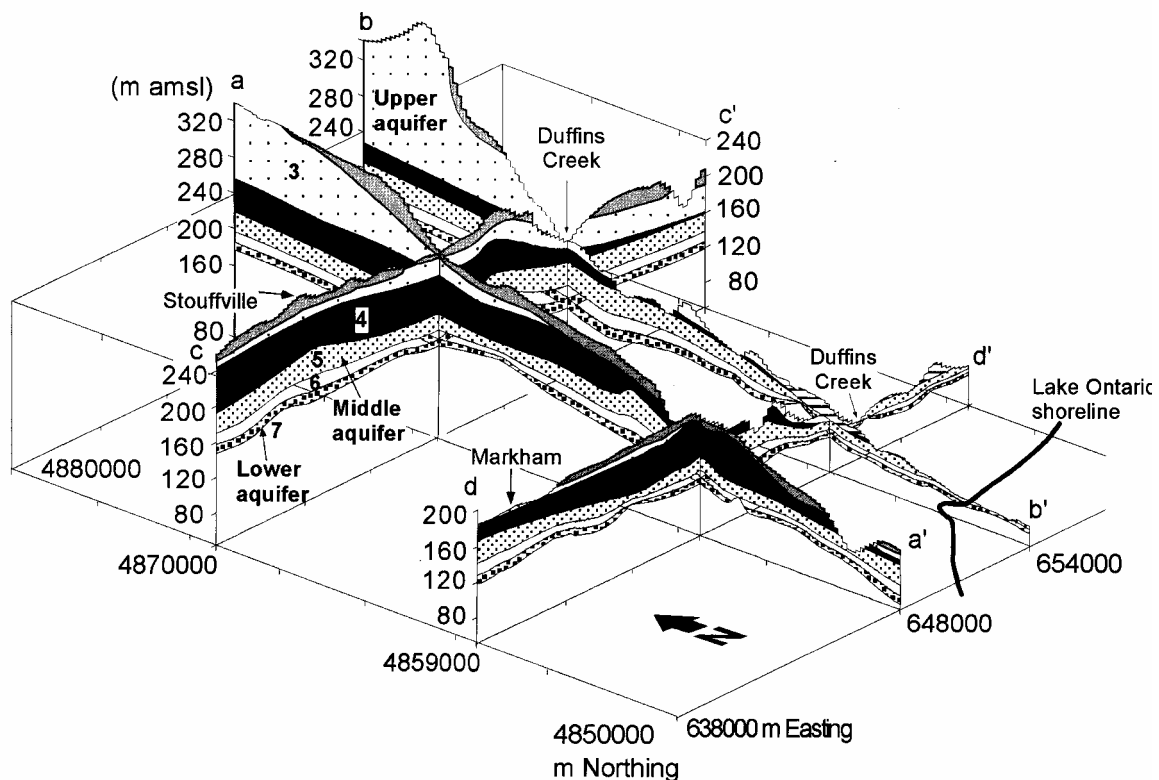 b
(m amsl)
a
320
280
240
Upper
aquifer
320
280
240
200
160
80
3
Duffins
Creek
c'
240
200
160
120
80
Stouffville
c
240
200
160
120
80
4
5
6
7
Middle
aquifer
Lower
aquifer
Duffins
Creek
d'
Lake Ontario
shoreline
Markham
d
200
160
120
80
a'
b'
4880000
4870000
4859000
4850000
m Northing
N
654000
648000
638000 m Easting